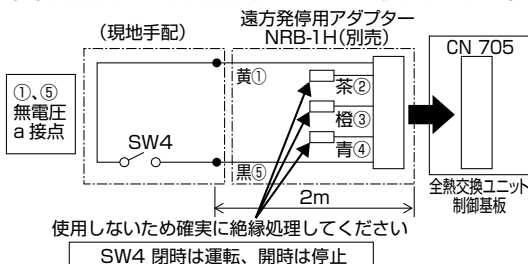 (現地手配)
遠方発停用アダプター
NRB-1H(別売)
CN 705
黄①
茶②
橙③
青④
黒⑤
①、⑤
無電圧
a 接点
SW4
2m
全熱交換ユニット
制御基板
使用しないため確実に絶縁処理してください
SW4 閉時は運転、開時は停止